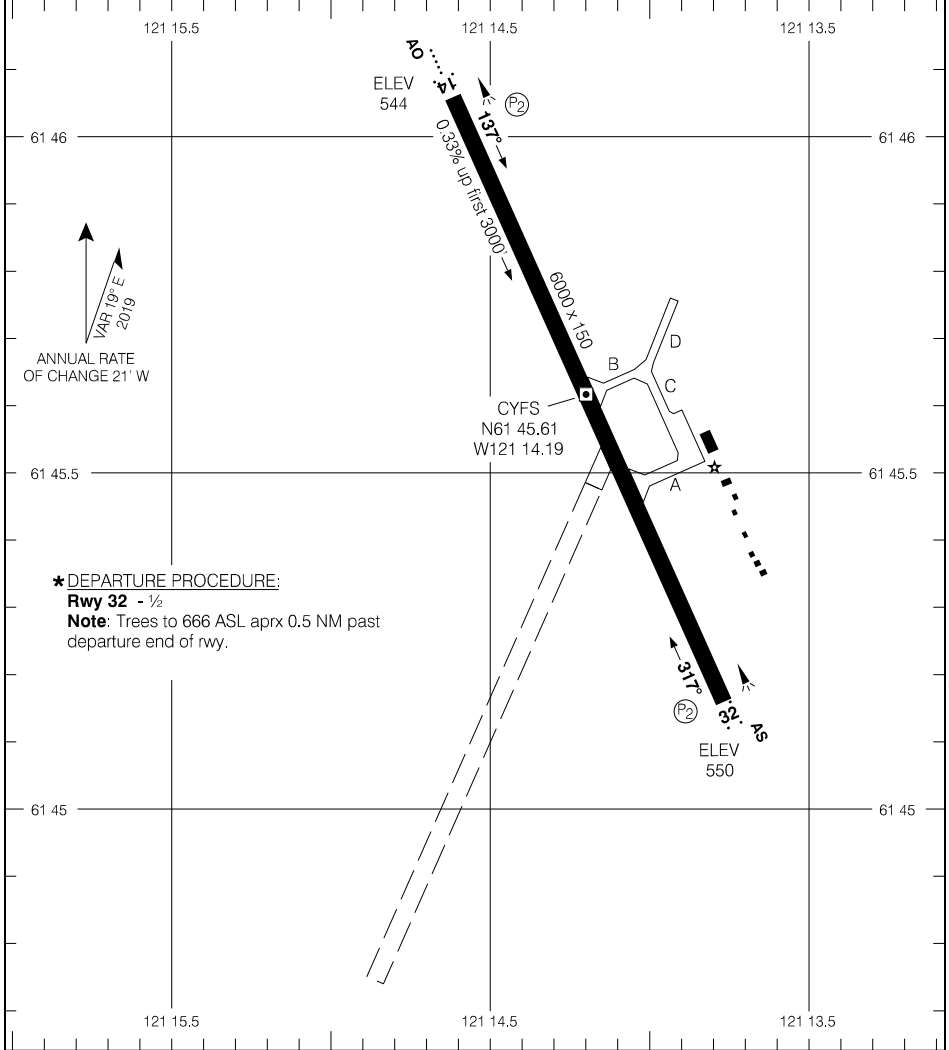 121 15.5
121 14.5
121 13.5
AO
ELEV
544
14
P2
61 46
61 46
137°
0.33% up first 3000'
VAR 19° E
2019
ANNUAL RATE
OF CHANGE 21' W
6000 x 150
D
B
C
CYFS
N61 45.61
W121 14.19
61 45.5
61 45.5
A
*DEPARTURE PROCEDURE:
Rwy 32 - ½
Note: Trees to 666 ASL aprx 0.5 NM past
departure end of rwy.
317°
P2
32
AS
ELEV
550
61 45
61 45
121 15.5
121 14.5
121 13.5